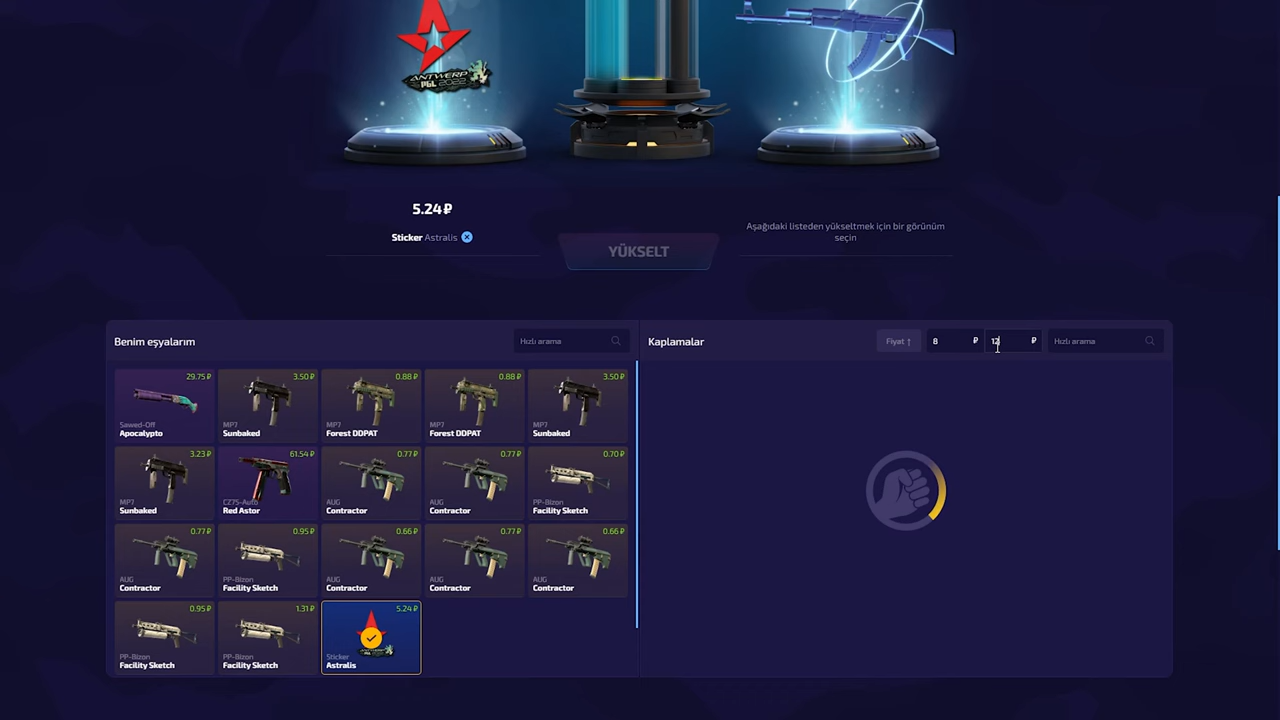 ANTWERP
PGL 2022
5.24₽
Sticker Astralis
YÜKSELT
Aşağıdaki listeden yükseltmek için bir görünüm
seçin
Benim eşyalarım
Hızlı arama
Kaplamalar
Fiyat ↑
8 ₽
12 ₽
Hızlı arama
29.75₽
Sawed-Off
Apocalypto
3.50₽
MP7
Sunbaked
0.88₽
MP7
Forest DDPAT
0.88₽
MP7
Forest DDPAT
3.50₽
MP7
Sunbaked
3.23₽
MP7
Sunbaked
61.54₽
CZ75-Auto
Red Astor
0.77₽
AUG
Contractor
0.77₽
AUG
Contractor
0.70₽
PP-Bizon
Facility Sketch
0.77₽
AUG
Contractor
0.95₽
PP-Bizon
Facility Sketch
0.66₽
AUG
Contractor
0.77₽
AUG
Contractor
0.66₽
AUG
Contractor
0.95₽
PP-Bizon
Facility Sketch
1.31₽
PP-Bizon
Facility Sketch
5.24₽
Sticker
Astralis